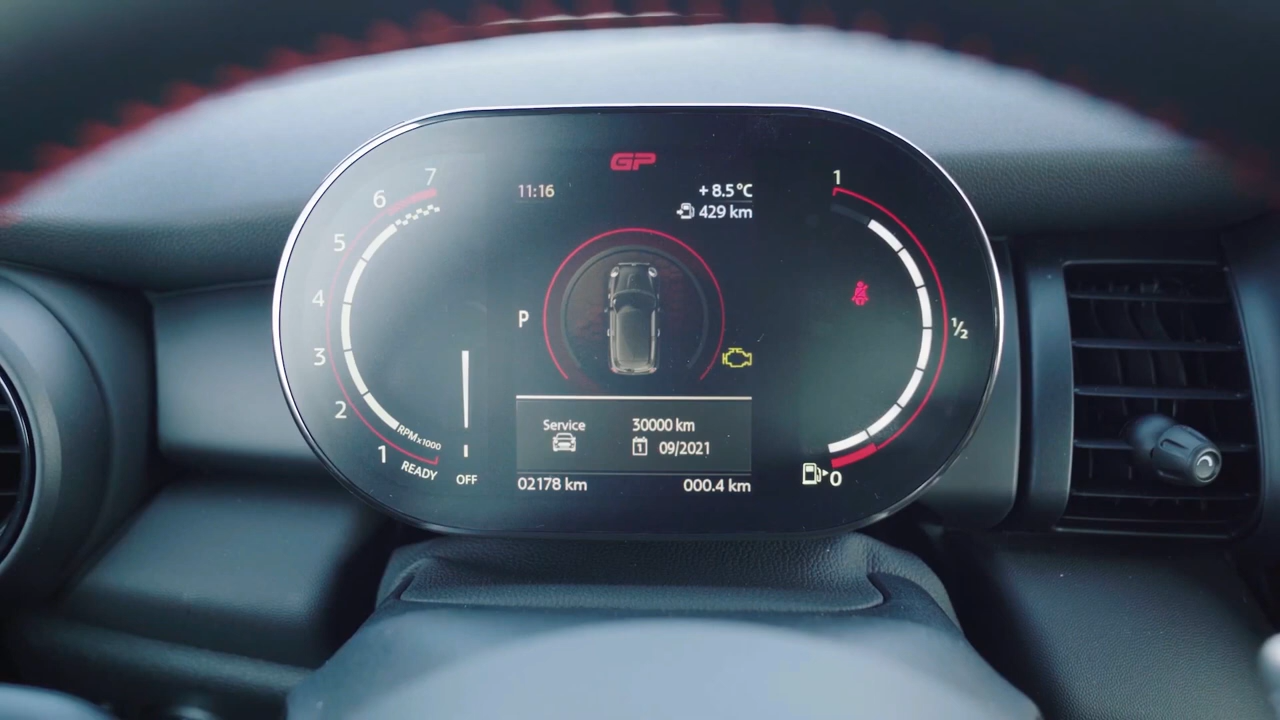 GP
11:16
+ 8.5°C
429 km
7
6
5
4
3
2
1
RPM x1000
READY
OFF
P
Service
30000 km
1
09/2021
02178 km
000.4 km
1
½
0